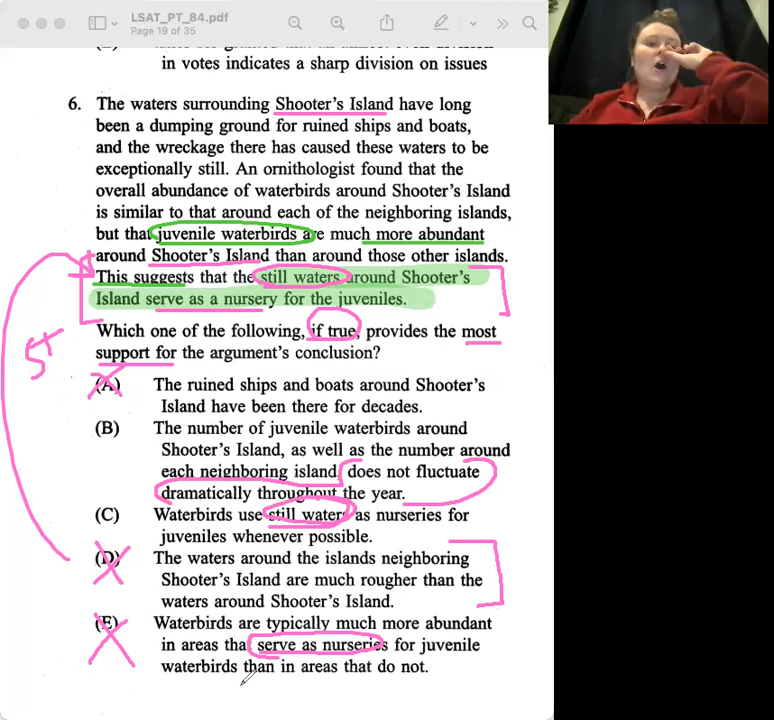 LSAT_PT_84.pdf
Page 19 of 35
in votes indicates a sharp division on issues
6. The waters surrounding Shooter's Island have long
been a dumping ground for ruined ships and boats,
and the wreckage there has caused these waters to be
exceptionally still. An ornithologist found that the
overall abundance of waterbirds around Shooter's Island
is similar to that around each of the neighboring islands,
but that juvenile waterbirds are much more abundant
around Shooter's Island than around those other islands.
This suggests that the still waters around Shooter's
Island serve as a nursery for the juveniles.
Which one of the following, if true, provides the most
support for the argument's conclusion?
(A) The ruined ships and boats around Shooter's
Island have been there for decades.
(B) The number of juvenile waterbirds around
Shooter's Island, as well as the number around
each neighboring island, does not fluctuate
dramatically throughout the year.
(C) Waterbirds use still waters as nurseries for
juveniles whenever possible.
(D) The waters around the islands neighboring
Shooter's Island are much rougher than the
waters around Shooter's Island.
(E) Waterbirds are typically much more abundant
in areas tha serve as nurseries for juvenile
waterbirds than in areas that do not.